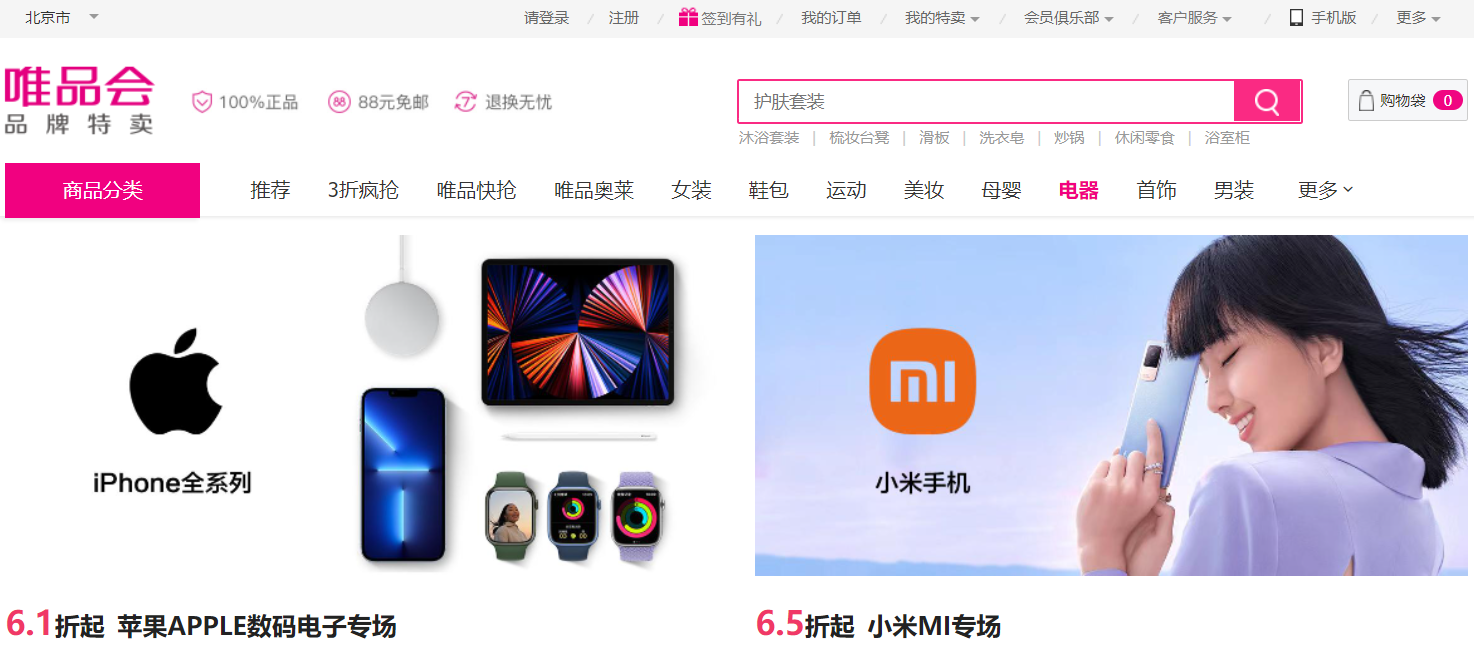 北京市 请登录 注册 签到有礼 我的订单 我的特卖 会员俱乐部 客户服务 手机版 更多
唯品会
品牌特卖
100%正品 88 88元免邮 7 退换无忧
护肤套装
购物袋 0
沐浴套装 | 梳妆台凳 | 滑板 | 洗衣皂 | 炒锅 | 休闲零食 | 浴室柜
商品分类 推荐 3折疯抢 唯品快抢 唯品奥莱 女装 鞋包 运动 美妆 母婴 电器 首饰 男装 更多
iPhone全系列
mi
小米手机
6.1折起 苹果APPLE数码电子专场
6.5折起 小米MI专场